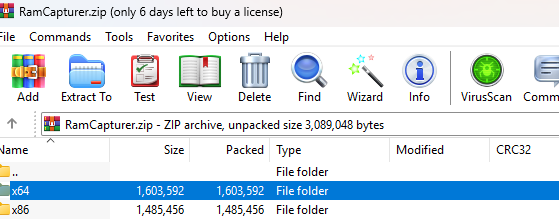 RamCapturer.zip (only 6 days left to buy a license)
File Commands Tools Favorites Options Help
Add Extract To Test View Delete Find Wizard Info VirusScan
RamCapturer.zip - ZIP archive, unpacked size 3,089,048 bytes
Name Size Packed Type Modified CRC32
.. File folder
x64 1,603,592 1,603,592 File folder
x86 1,485,456 1,485,456 File folder